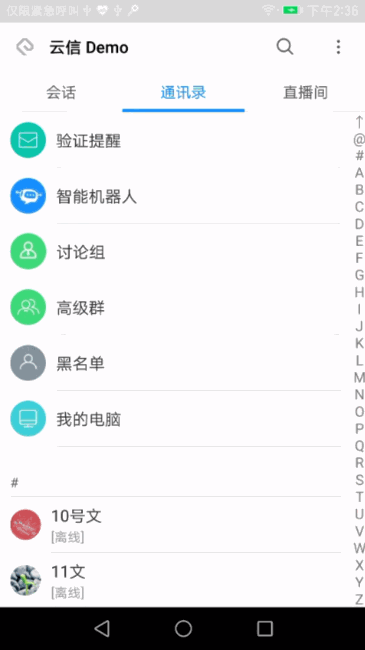 仅限紧急呼叫 下午2:36
云信 Demo
会话 通讯录 直播间
验证提醒
智能机器人
讨论组
高级群
黑名单
我的电脑
#
10号文
[离线]
11文
[离线]
↑
@
#
A
B
C
D
E
F
G
H
I
J
K
L
M
N
O
P
Q
R
S
T
U
V
W
X
Y
Z